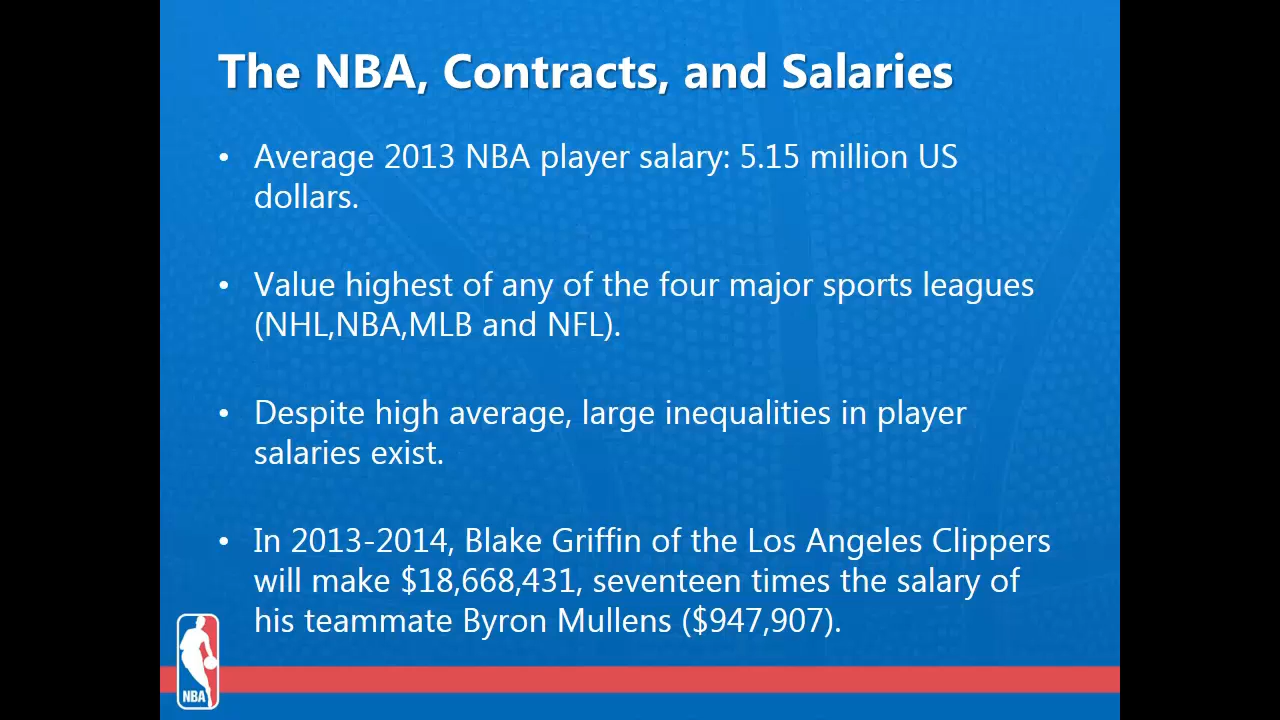 The NBA, Contracts, and Salaries
• Average 2013 NBA player salary: 5.15 million US
dollars.
• Value highest of any of the four major sports leagues
(NHL,NBA,MLB and NFL).
• Despite high average, large inequalities in player
salaries exist.
• In 2013-2014, Blake Griffin of the Los Angeles Clippers
will make $18,668,431, seventeen times the salary of
his teammate Byron Mullens ($947,907).
NBA